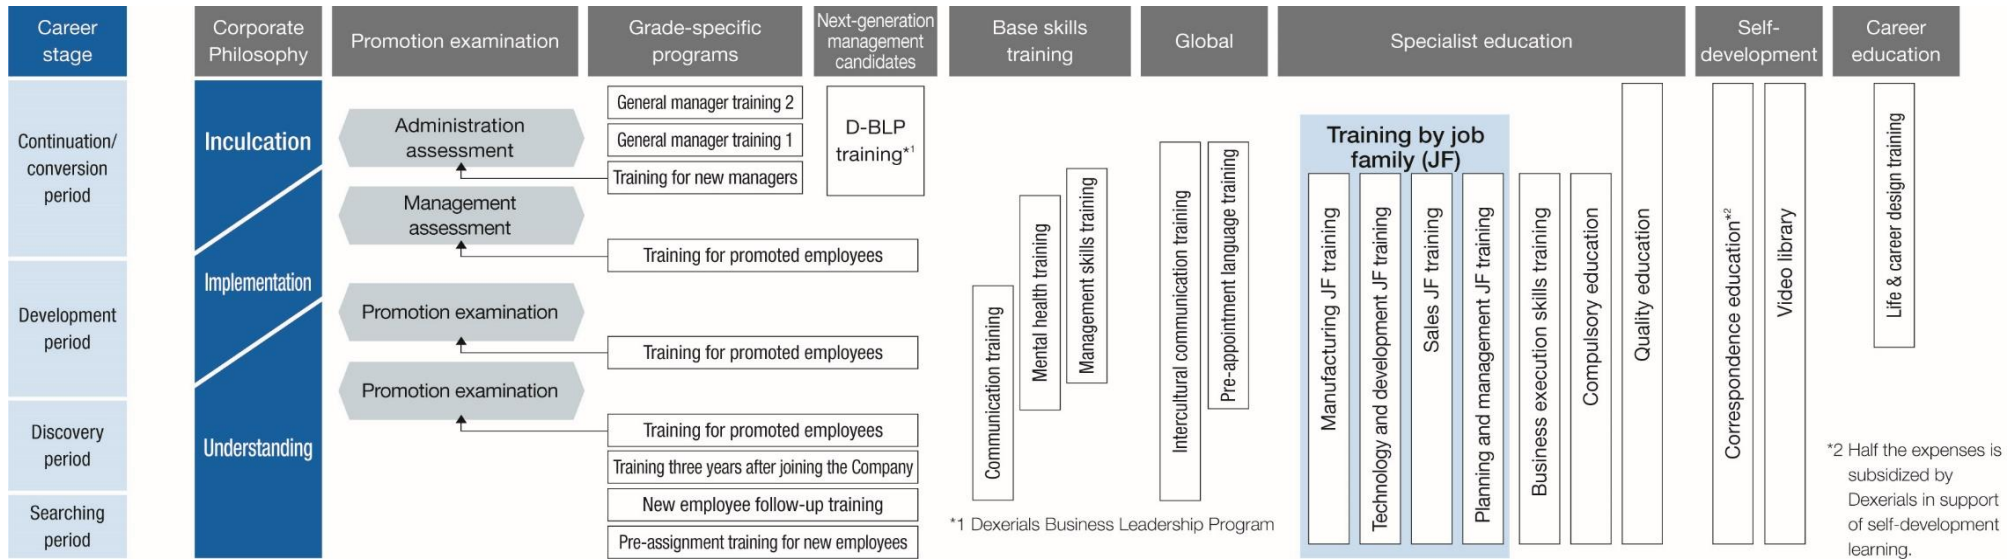 Career
stage
Corporate
Philosophy
Promotion examination
Grade-specific
programs
Next-generation
management
candidates
Base skills
training
Global
Specialist education
Self-
development
Career
education
Continuation/
conversion
period
Development
period
Discovery
period
Searching
period
Inculcation
Implementation
Understanding
Administration
assessment
Management
assessment
Promotion examination
Promotion examination
General manager training 2
General manager training 1
Training for new managers
Training for promoted employees
Training for promoted employees
Training for promoted employees
Training three years after joining the Company
New employee follow-up training
Pre-assignment training for new employees
D-BLP
training*1
Communication training
Mental health training
Management skills training
*1 Dexerials Business Leadership Program
Intercultural communication training
Pre-appointment language training
Training by job
family (JF)
Manufacturing JF training
Technology and development JF training
Sales JF training
Planning and management JF training
Business execution skills training
Compulsory education
Quality education
Correspondence education*2
Video library
Life & career design training
*2 Half the expenses is
subsidized by
Dexerials in support
of self-development
learning.